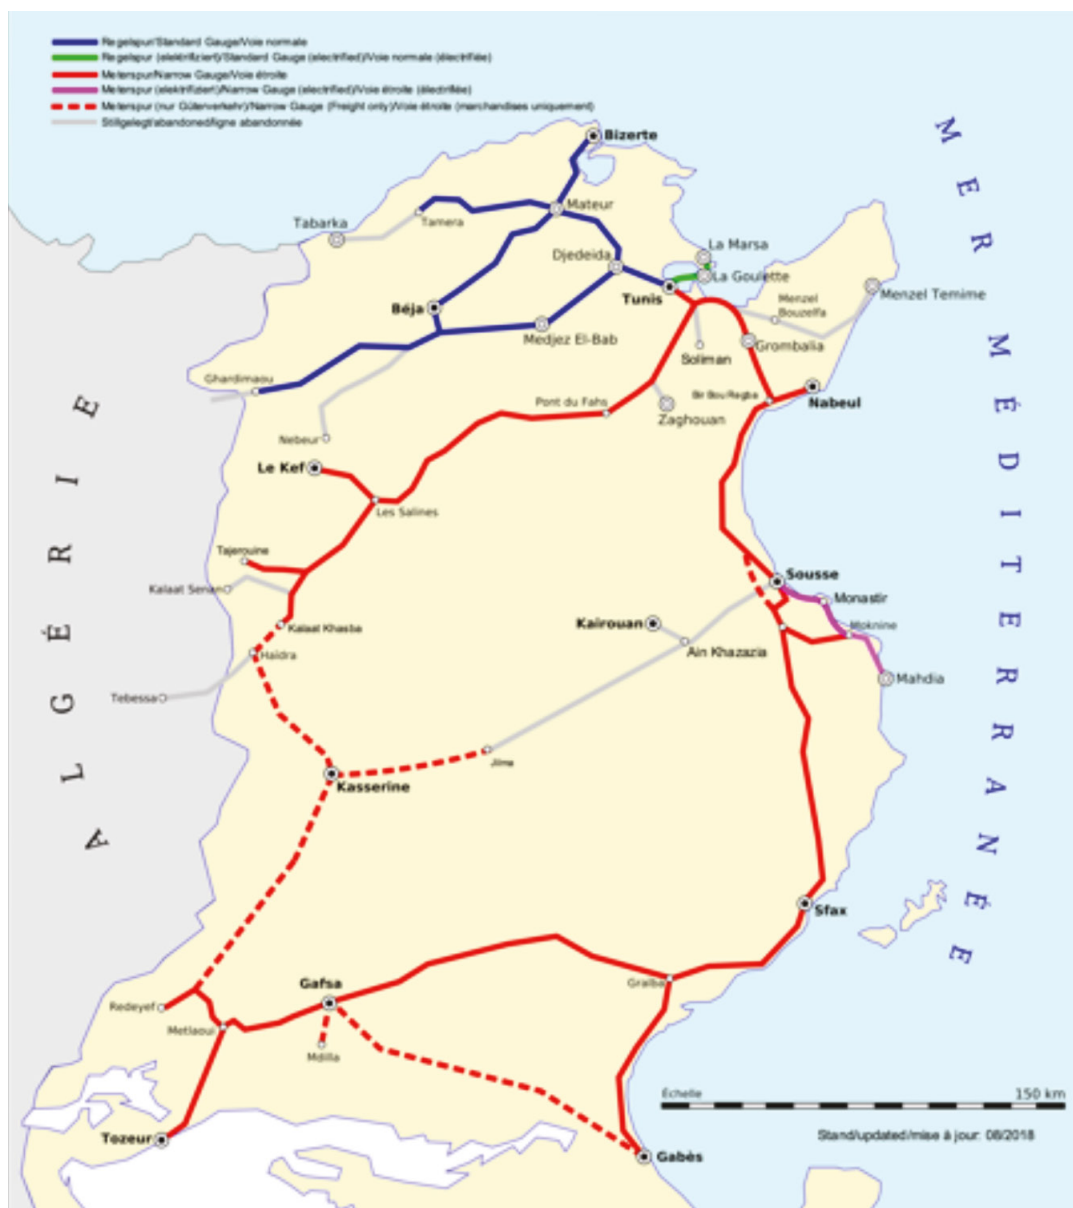 Regelspur/Standard Gauge/Voie normale
Regelspur (elektrifiziert)/Standard Gauge (electrified)/Voie normale (électrifiée)
Meterspur/Narrow Gauge/Voie étroite
Meterspur (elektrifiziert)/Narrow Gauge (electrified)/Voie étroite (électrifiée)
Meterspur (nur Güterverkehr)/Narrow Gauge (Freight only)/Voie étroite (marchandises uniquement)
Stillgelegt/abandoned/ligne abandonnée
Bizerte
Mateur
Tamera
Tabarka
La Marsa
Djedeida
La Goulette
Tunis
Menzel Temime
Menzel
Bouzelfa
Béja
Medjez El-Bab
Grombalia
Soliman
Ghardimaou
Bir Bou Regba
Nabeul
Pont du Fahs
Zaghouan
Nebeur
Le Kef
Les Salines
Tajerouine
Kalaat Senan
Sousse
Monastir
Kairouan
Moknine
Kalaat Khasba
Ain Khazazia
Haidra
Mahdia
Tebessa
Jilma
Kasserine
Sfax
Gafsa
Graiba
Redeyef
Metlaoui
Mdilla
Tozeur
Gabès
ALGÉRIE
MER MÉDITERRANÉE
Échelle
150 km
Stand/updated/mise à jour: 08/2018